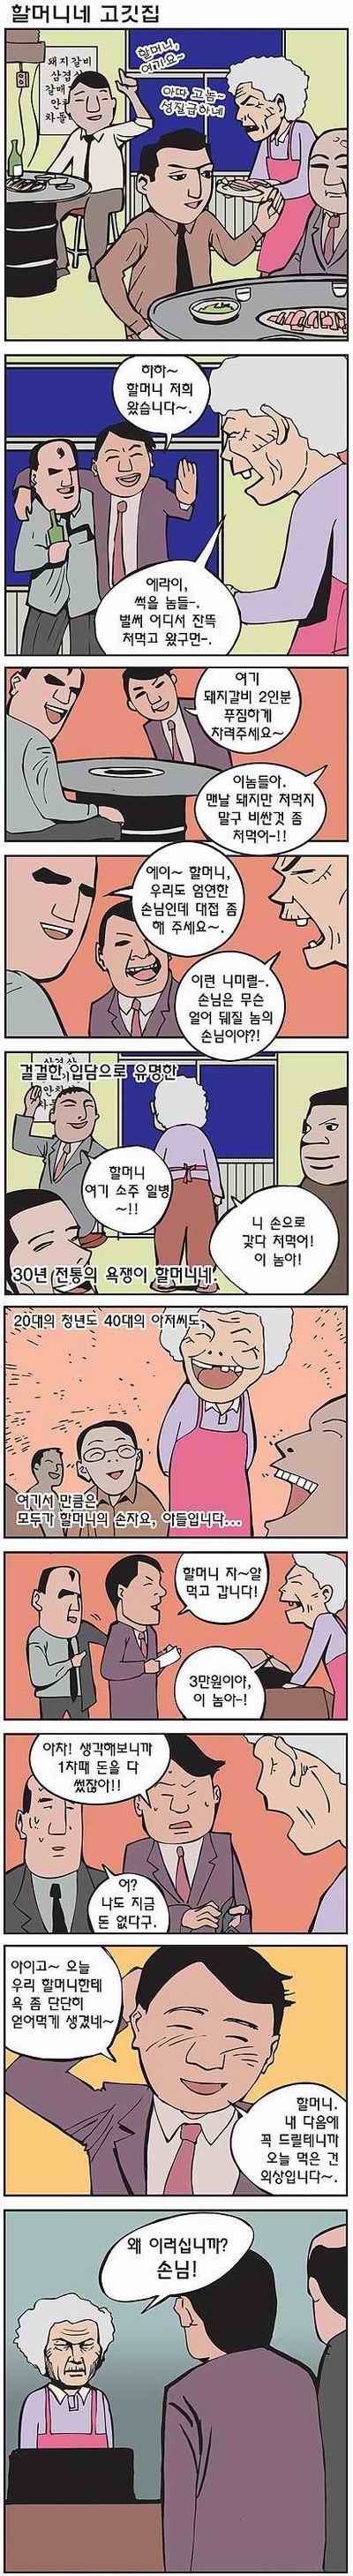 할머니네 고깃집
돼지갈비
삼겹살
갈매
안창
차돌
할머니,
여기요~
아따 고놈~
성질급하네
하하~
할머니 저희
왔습니다~.
에라이,
썩을 놈들-.
벌써 어디서 잔뜩
처먹고 왔구면-.
여기
돼지갈비 2인분
푸짐하게
차려주세요~
이놈들아.
맨날 돼지만 처먹지
말구 비싼것 좀
처먹어-!!
에이~ 할머니,
우리도 엄연한
손님인데 대접 좀
해 주세요~.
이런 니미럴-.
손님은 무슨
얼어 뒈질 놈의
손님이야?!
걸걸한 입담으로 유명한
할머니
여기 소주 일병
~!!
니 손으로
갖다 처먹어!
이 놈아!
30년 전통의 욕쟁이 할머니네.
20대의 청년도 40대의 아저씨도,
여기서 만큼은
모두가 할머니의 손자요, 아들입니다...
할머니 자~알
먹고 갑니다!
3만원이야,
이 놈아-!
아차! 생각해보니까
1차때 돈을 다
썼잖아!!
어?
나도 지금
돈 없다구.
아이고~ 오늘
우리 할머니한테
욕 좀 단단히
얻어먹게 생겼네~
할머니.
내 다음에
꼭 드릴테니까
오늘 먹은 건
외상입니다~.
왜 이러십니까?
손님!